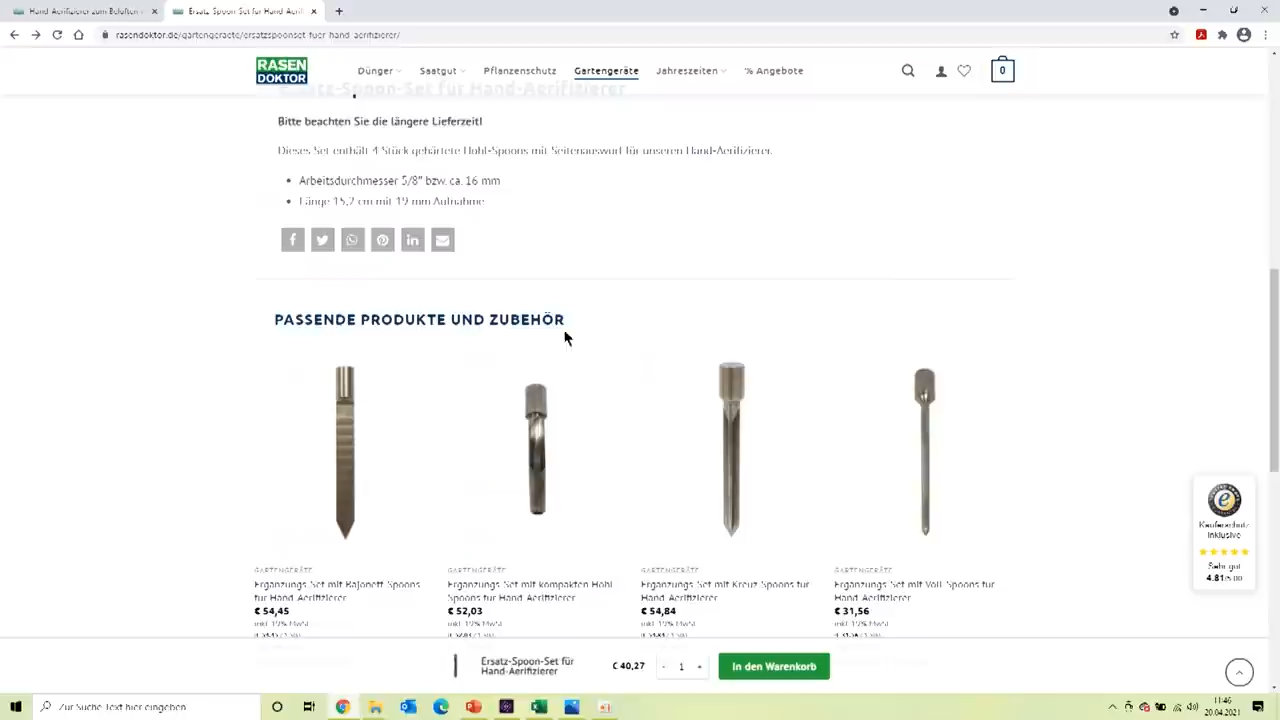 Hand-Aerifizierer zum Belüften
Ersatz-Spoon-Set für Hand-Aerifi
rasendoktor.de/gartengeraete/ersatzspoonset-fuer-hand-aerifizierer/
RASEN
DOKTOR
Dünger
Saatgut
Pflanzenschutz
Gartengeräte
Jahreszeiten
% Angebote
0
Ersatz-Spoon-Set für Hand-Aerifizierer
Bitte beachten Sie die längere Lieferzeit!
Dieses Set enthält 4 Stück gehärtete Hohl-Spoons mit Seitenauswurf für unseren Hand-Aerifizierer.
Arbeitsdurchmesser 5/8" bzw. ca. 16 mm
Länge 15,2 cm mit 19 mm Aufnahme
PASSENDE PRODUKTE UND ZUBEHÖR
GARTENGERÄTE
Ergänzungs-Set mit Bajonett-Spoons
für Hand-Aerifizierer
€ 54,45
inkl. 19% MwSt.
GARTENGERÄTE
Ergänzungs-Set mit kompakten Hohl-
Spoons für Hand-Aerifizierer
€ 52,03
inkl. 19% MwSt.
GARTENGERÄTE
Ergänzungs-Set mit Kreuz-Spoons für
Hand-Aerifizierer
€ 54,84
inkl. 19% MwSt.
GARTENGERÄTE
Ergänzungs-Set mit Voll-Spoons für
Hand-Aerifizierer
€ 31,56
inkl. 19% MwSt.
Käuferschutz
inklusive
Sehr gut
4.81/5.00
Ersatz-Spoon-Set für
Hand-Aerifizierer
€ 40,27
- 1 +
In den Warenkorb
Zur Suche Text hier eingeben
11:46
20.04.2021